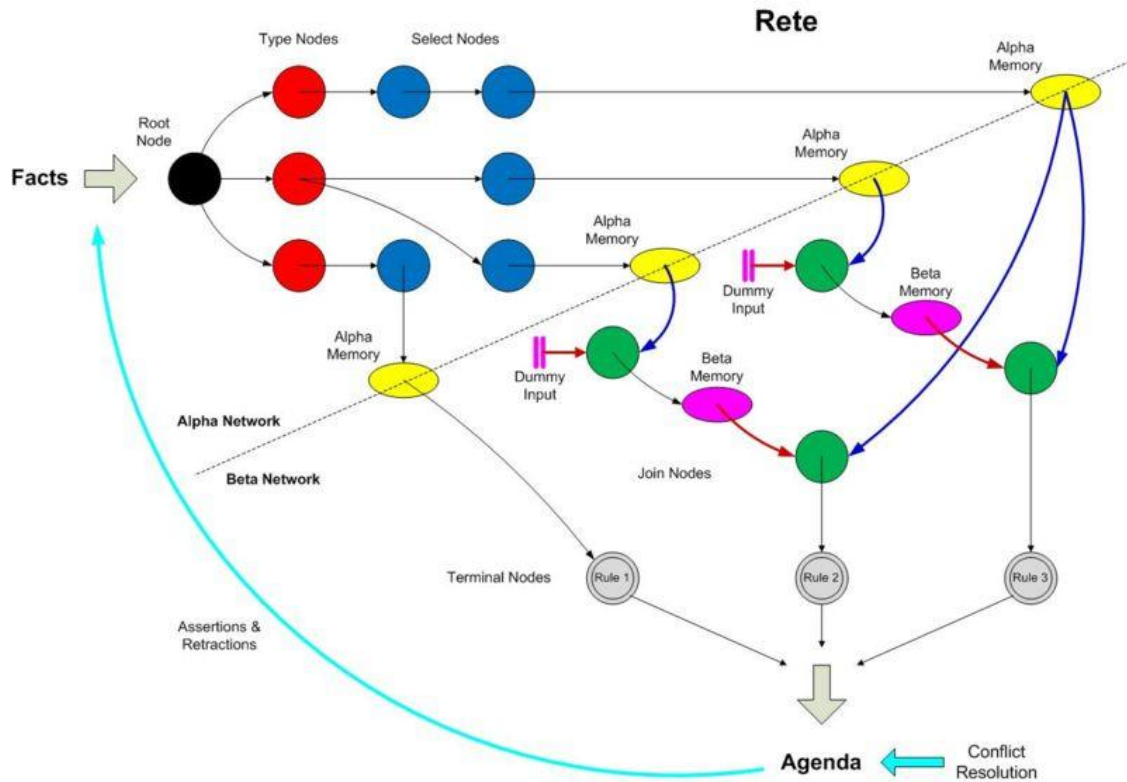 Rete
Type Nodes
Select Nodes
Alpha
Memory
Root
Node
Facts
Alpha
Memory
Alpha
Memory
Dummy
Input
Beta
Memory
Alpha
Memory
Dummy
Input
Beta
Memory
Alpha Network
Beta Network
Join Nodes
Terminal Nodes
Rule 1
Rule 2
Rule 3
Assertions &
Retractions
Agenda
Conflict
Resolution